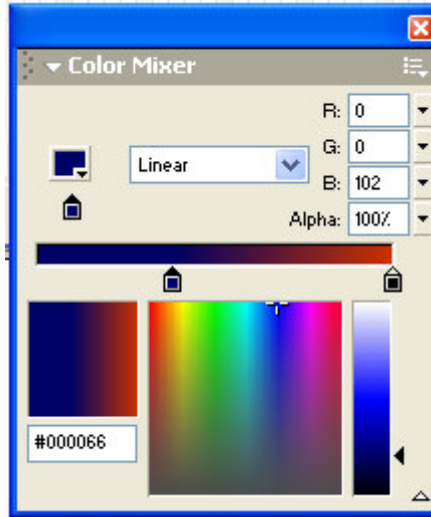 Color Mixer
R: 0
Linear
G: 0
B: 102
Alpha: 100%
#000066